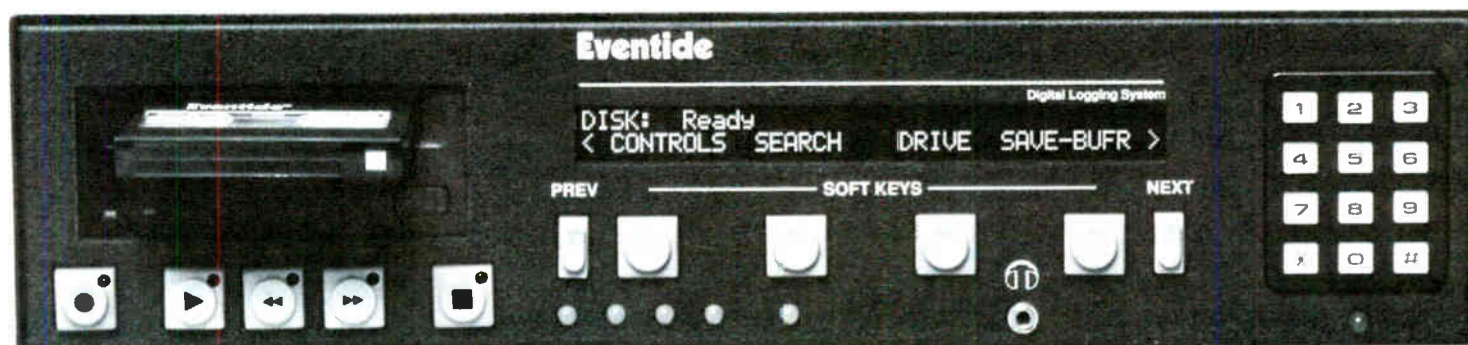 Eventide
Digital Logging System
DISK: Ready
< CONTROLS SEARCH DRIVE SAVE-BUFR >
PREV SOFT KEYS NEXT
Eventide
1 2 3
4 5 6
7 8 9
* 0 #